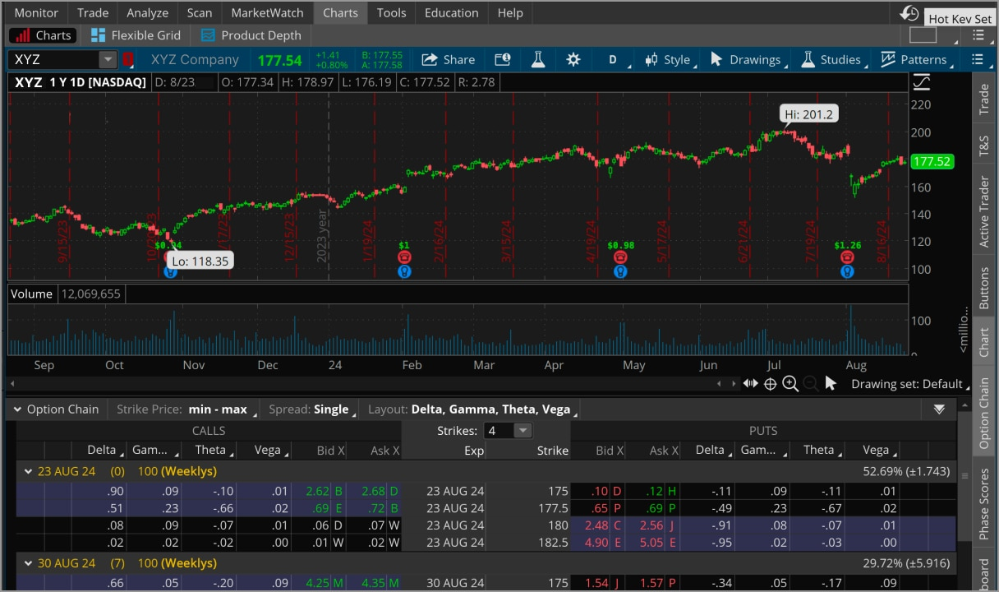 Monitor Trade Analyze Scan MarketWatch Charts Tools Education Help
Hot Key Set
Charts Flexible Grid Product Depth
XYZ XYZ Company 177.54 +1.41 +0.80% B: 177.55 A: 177.58 Share D Style Drawings Studies Patterns
XYZ 1 Y 1D [NASDAQ] D: 8/23 O: 177.34 H: 178.97 L: 176.19 C: 177.52 R: 2.78
220
Hi: 201.2
200
177.52
160
140
120
100
9/15/23 12/15/23 2023 year 1/19/24 2/16/24 3/15/24 4/19/24 5/17/24 6/21/24 7/19/24 8/16/24
$1 $0.98 $1.26
Lo: 118.35
Volume 12,069,655
100
0
<millio...
Sep Oct Nov Dec 24 Feb Mar Apr May Jun Jul Aug
Drawing set: Default
Option Chain Strike Price: min - max Spread: Single Layout: Delta, Gamma, Theta, Vega
CALLS Strikes: 4 PUTS
Delta Gam... Theta Vega Bid X Ask X Exp Strike Bid X Ask X Delta Gam... Theta Vega
23 AUG 24 (0) 100 (Weeklys) 52.69% (±1.743)
.90 .09 -.10 .01 2.62 B 2.68 D 23 AUG 24 175 .10 D .12 H -.11 .09 -.11 .01
.51 .23 -.66 .02 .69 E .72 B 23 AUG 24 177.5 .65 P .69 P -.49 .23 -.67 .02
.08 .09 -.07 .01 .06 D .07 W 23 AUG 24 180 2.48 C 2.56 J -.91 .08 -.07 .01
.02 .02 -.02 .00 .01 W .02 W 23 AUG 24 182.5 4.90 E 5.05 E -.95 .02 -.03 .00
30 AUG 24 (7) 100 (Weeklys) 29.72% (±5.916)
.66 .05 -.20 .09 4.25 M 4.35 M 30 AUG 24 175 1.54 J 1.57 P -.34 .05 -.17 .09
Trade
T&S
Active Trader
Buttons
Chart
Option Chain
Phase Scores
board